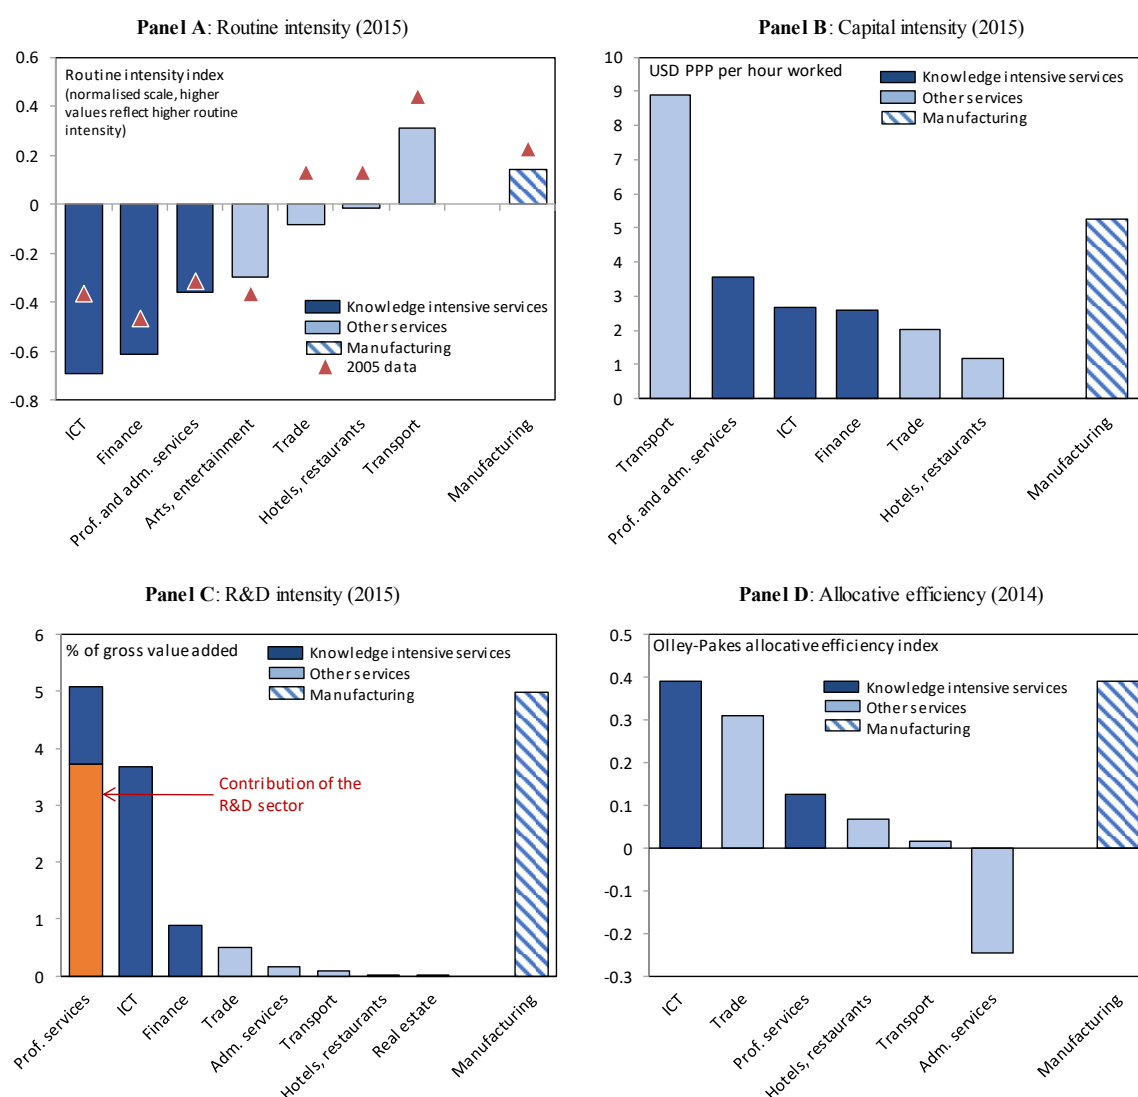 Panel A: Routine intensity (2015)
0.6
0.4
0.2
0
-0.2
-0.4
-0.6
-0.8
Routine intensity index
(normalised scale, higher
values reflect higher routine
intensity)
Knowledge intensive services
Other services
Manufacturing
2005 data
ICT
Finance
Prof. and adm. services
Arts, entertainment
Trade
Hotels, restaurants
Transport
Manufacturing
Panel B: Capital intensity (2015)
10
9
8
7
6
5
4
3
2
1
0
USD PPP per hour worked
Knowledge intensive services
Other services
Manufacturing
Transport
Prof. and adm. services
ICT
Finance
Trade
Hotels, restaurants
Manufacturing
Panel C: R&D intensity (2015)
6
5
4
3
2
1
0
% of gross value added
Knowledge intensive services
Other services
Manufacturing
Contribution of the
R&D sector
Prof. services
ICT
Finance
Trade
Adm. services
Transport
Hotels, restaurants
Real estate
Manufacturing
Panel D: Allocative efficiency (2014)
0.5
0.4
0.3
0.2
0.1
0
-0.1
-0.2
-0.3
Olley-Pakes allocative efficiency index
Knowledge intensive services
Other services
Manufacturing
ICT
Trade
Prof. services
Hotels, restaurants
Transport
Adm. services
Manufacturing